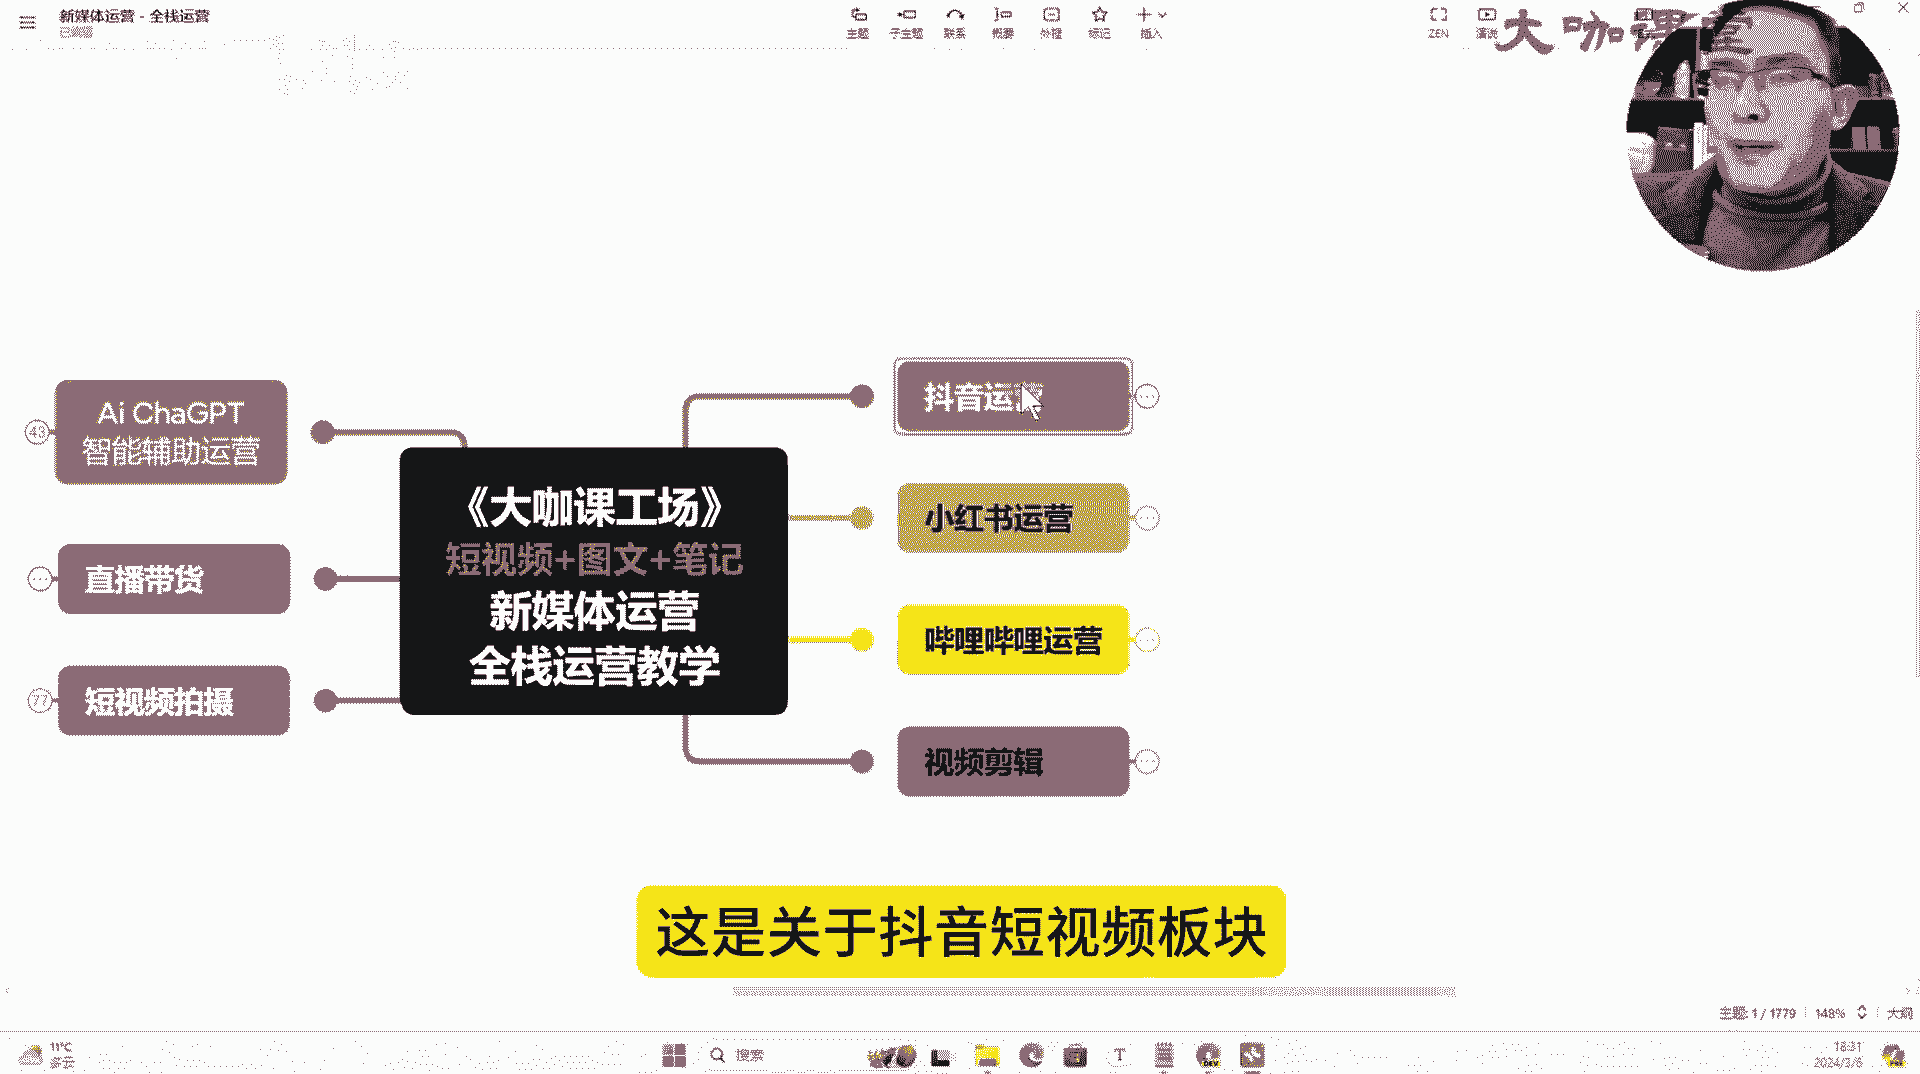 新媒体运营 - 全栈运营
已编辑
主题
子主题
联系
概要
外框
标记
插入
ZEN
演说
大咖课堂
Ai ChaGPT
智能辅助运营
43
直播带货
短视频拍摄
77
《大咖课工场》
短视频+图文+笔记
新媒体运营
全栈运营教学
抖音运营
小红书运营
哔哩哔哩运营
视频剪辑
这是关于抖音短视频板块
主题: 1 / 1779
148%
大纲
11°C
多云
搜索
18:31
2024/3/6